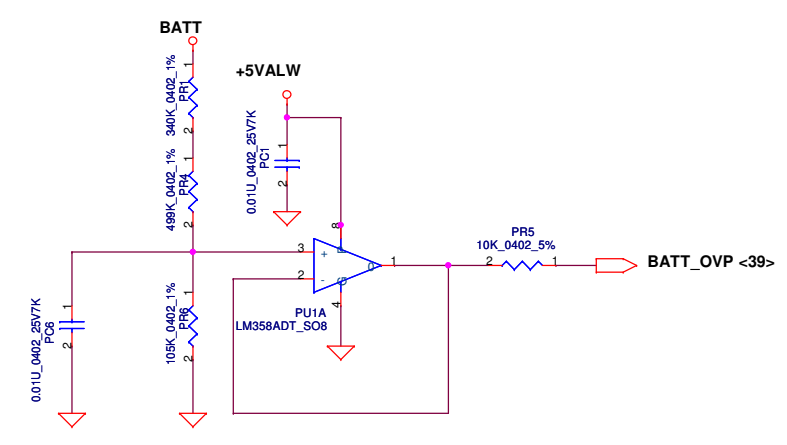 BATT
+5VALW
1
340K_0402_1%
PR1
2
1
499K_0402_1%
PR4
2
0.01U_0402_25V7K
PC1
1
2
8
P
3
+
2
-
0
1
G
4
PU1A
LM358ADT_SO8
PR5
10K_0402_5%
2
1
BATT_OVP <39>
0.01U_0402_25V7K
PC6
1
2
105K_0402_1%
PR6
1
2